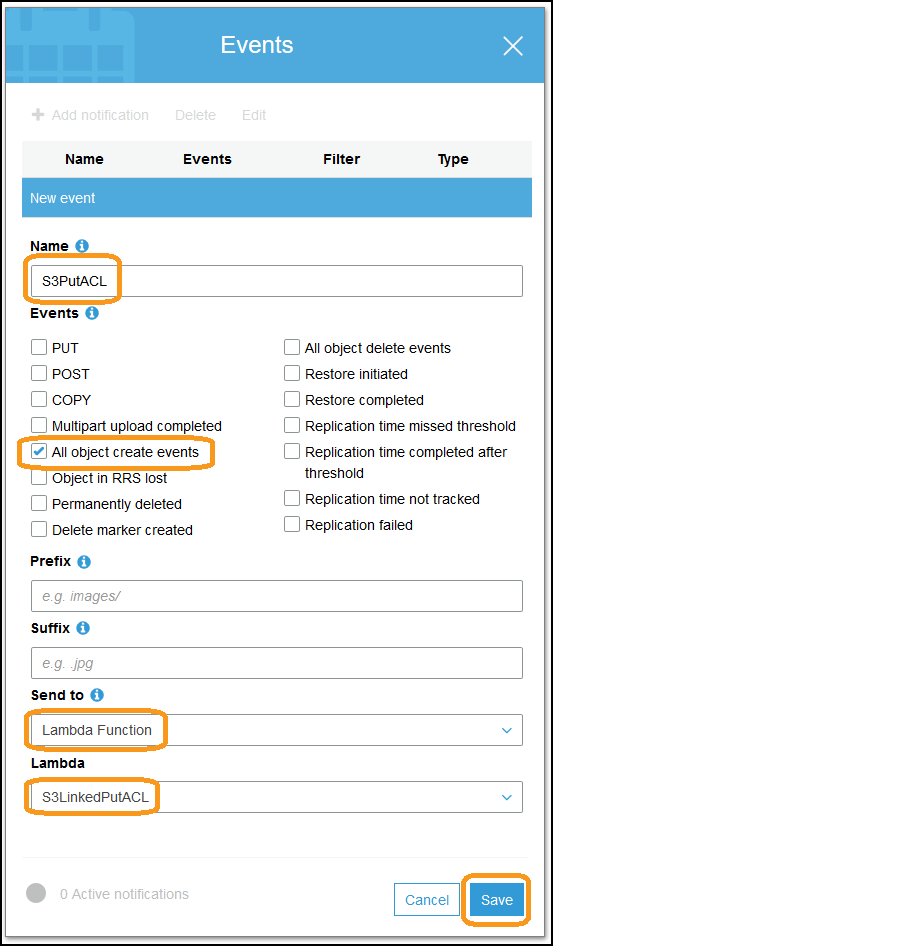 Events
Add notification Delete Edit
Name Events Filter Type
New event
Name
S3PutACL
Events
PUT
POST
COPY
Multipart upload completed
All object create events
Object in RRS lost
Permanently deleted
Delete marker created
All object delete events
Restore initiated
Restore completed
Replication time missed threshold
Replication time completed after
threshold
Replication time not tracked
Replication failed
Prefix
e.g. images/
Suffix
e.g. .jpg
Send to
Lambda Function
Lambda
S3LinkedPutACL
0 Active notifications
Cancel Save